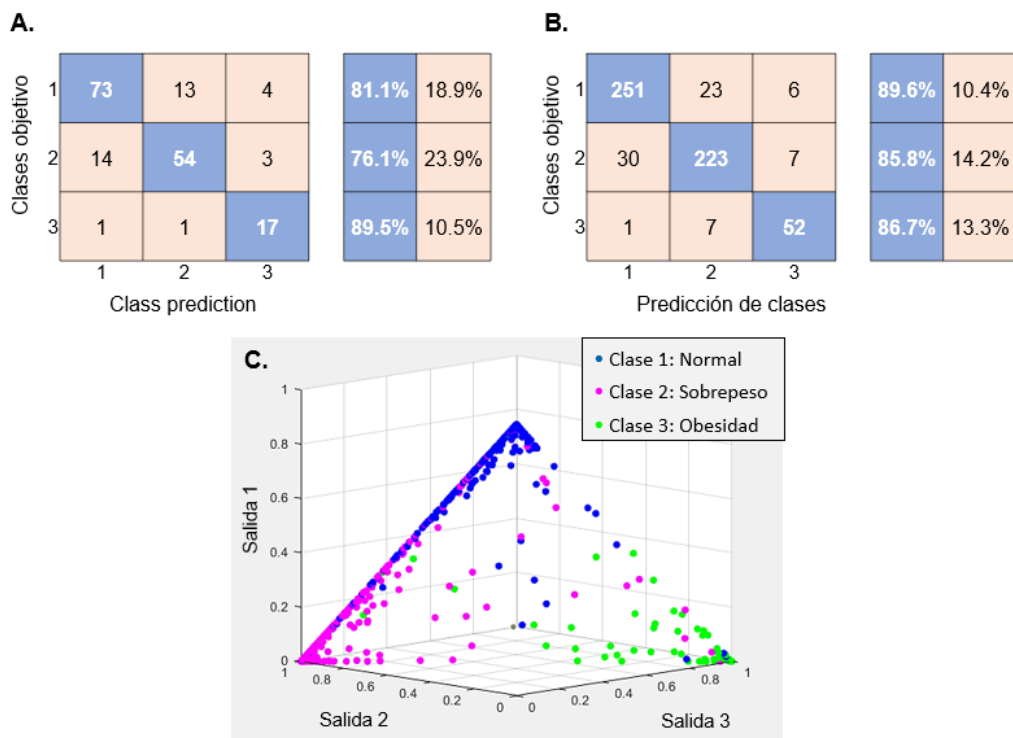 A.
Clases objetivo
1 73 13 4 81.1% 18.9%
2 14 54 3 76.1% 23.9%
3 1 1 17 89.5% 10.5%
1 2 3
Class prediction
B.
Clases objetivo
1 251 23 6 89.6% 10.4%
2 30 223 7 85.8% 14.2%
3 1 7 52 86.7% 13.3%
1 2 3
Predicción de clases
C.
Clase 1: Normal
Clase 2: Sobrepeso
Clase 3: Obesidad
Salida 1
1
0.8
0.6
0.4
0.2
0
1 0.8 0.6 0.4 0.2 0
Salida 2
0 0.2 0.4 0.6 0.8 1
Salida 3